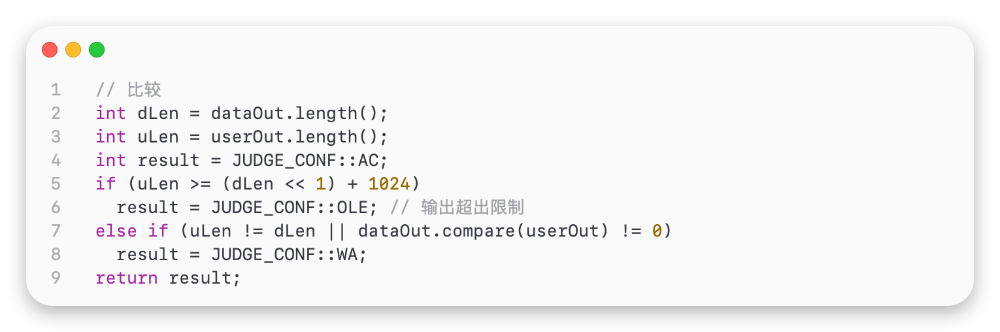 1 // 比较
2 int dLen = dataOut.length();
3 int uLen = userOut.length();
4 int result = JUDGE_CONF::AC;
5 if (uLen >= (dLen << 1) + 1024)
6   result = JUDGE_CONF::OLE; // 输出超出限制
7 else if (uLen != dLen || dataOut.compare(userOut) != 0)
8   result = JUDGE_CONF::WA;
9 return result;